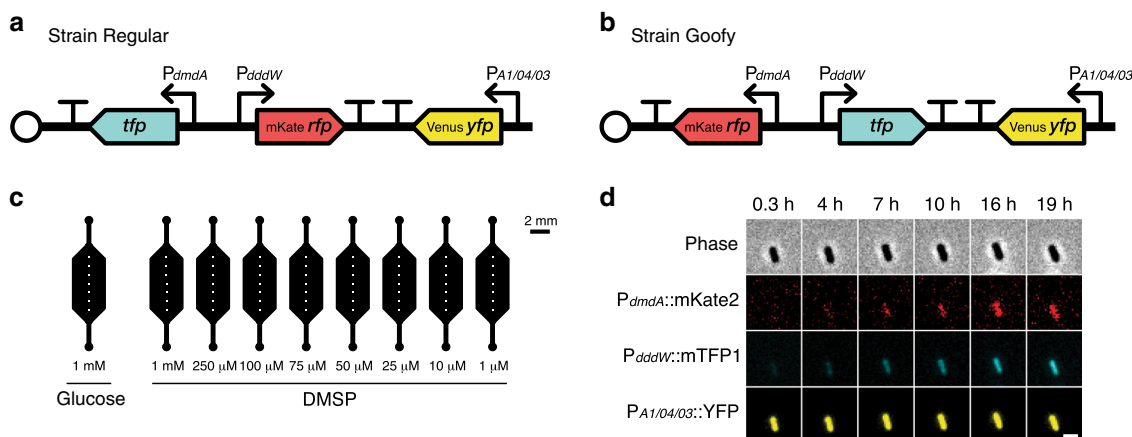 a
Strain Regular
PdmdA
PdddW
PA1/04/03
tfp
mKate rfp
Venus yfp
b
Strain Goofy
PdmdA
PdddW
PA1/04/03
mKate rfp
tfp
Venus yfp
c
2 mm
1 mM
1 mM 250 µM 100 µM 75 µM 50 µM 25 µM 10 µM 1 µM
Glucose
DMSP
d
0.3 h 4 h 7 h 10 h 16 h 19 h
Phase
PdmdA::mKate2
PdddW::mTFP1
PA1/04/03::YFP